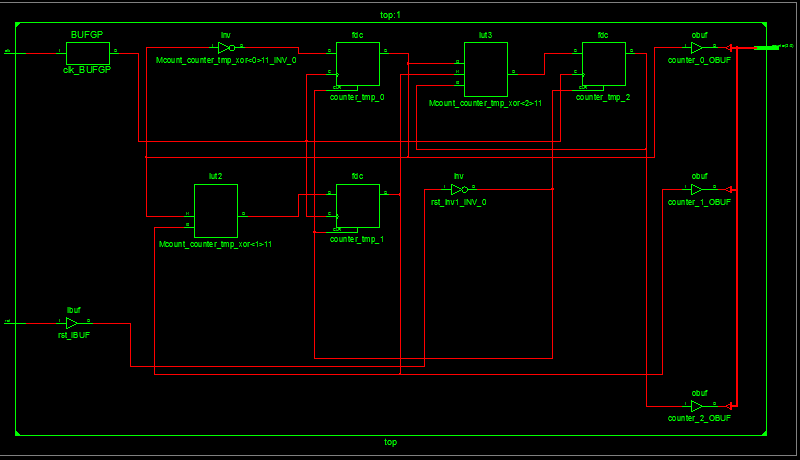 top:1
BUFGP
clk_BUFGP
inv
Mcount_counter_tmp_xor<0>11_INV_0
fdc
counter_tmp_0
lut3
Mcount_counter_tmp_xor<2>11
fdc
counter_tmp_2
obuf
counter_0_OBUF
lut2
Mcount_counter_tmp_xor<1>11
fdc
counter_tmp_1
inv
rst_inv1_INV_0
obuf
counter_1_OBUF
ibuf
rst_IBUF
obuf
counter_2_OBUF
top